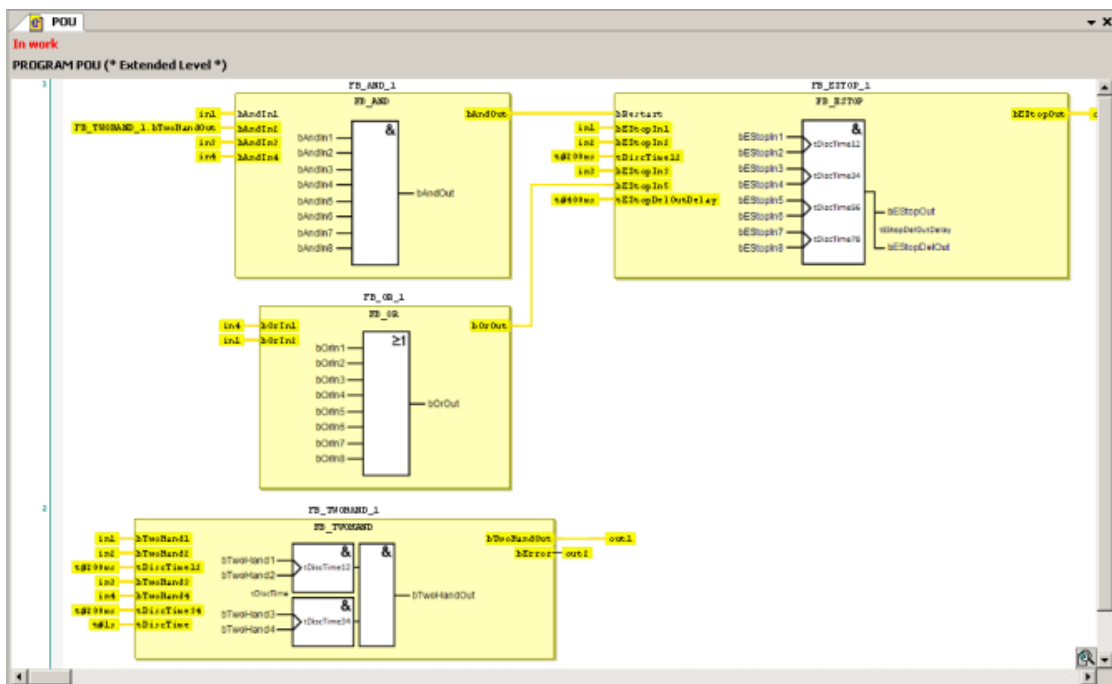 POU
In work
PROGRAM POU (* Extended Level *)
1
FB_AND_1
FB_AND
in1 bAndIn1
FB_TWOHAND_1.bTwoHandOut bAndIn2
in3 bAndIn3
in4 bAndIn4
bAndOut
&
bAndIn1
bAndIn2
bAndIn3
bAndIn4
bAndIn5
bAndIn6
bAndIn7
bAndIn8
bAndOut
FB_ESTOP_1
FB_ESTOP
bRestart
in1 bEStopIn1
in2 bEStopIn2
t#200ms tDiscTime12
in3 bEStopIn3
bEStopIn5
t#400ms tEStopDelOutDelay
bEStopOut
&
bEStopIn1
bEStopIn2
bEStopIn3
bEStopIn4
bEStopIn5
bEStopIn6
bEStopIn7
bEStopIn8
tDiscTime12
tDiscTime34
tDiscTime56
tDiscTime78
bEStopOut
tEStopDelOutDelay
bEStopDelOut
FB_OR_1
FB_OR
in4 bOrIn1
in1 bOrIn2
bOrOut
≥1
bOrIn1
bOrIn2
bOrIn3
bOrIn4
bOrIn5
bOrIn6
bOrIn7
bOrIn8
bOrOut
2
FB_TWOHAND_1
FB_TWOHAND
in1 bTwoHand1
in2 bTwoHand2
t#200ms tDiscTime12
in3 bTwoHand3
in4 bTwoHand4
t#200ms tDiscTime34
t#1s tDiscTime
bTwoHandOut out1
bError out2
& &
bTwoHand1
bTwoHand2
tDiscTime12
tDiscTime
&
bTwoHand3
bTwoHand4
tDiscTime34
bTwoHandOut